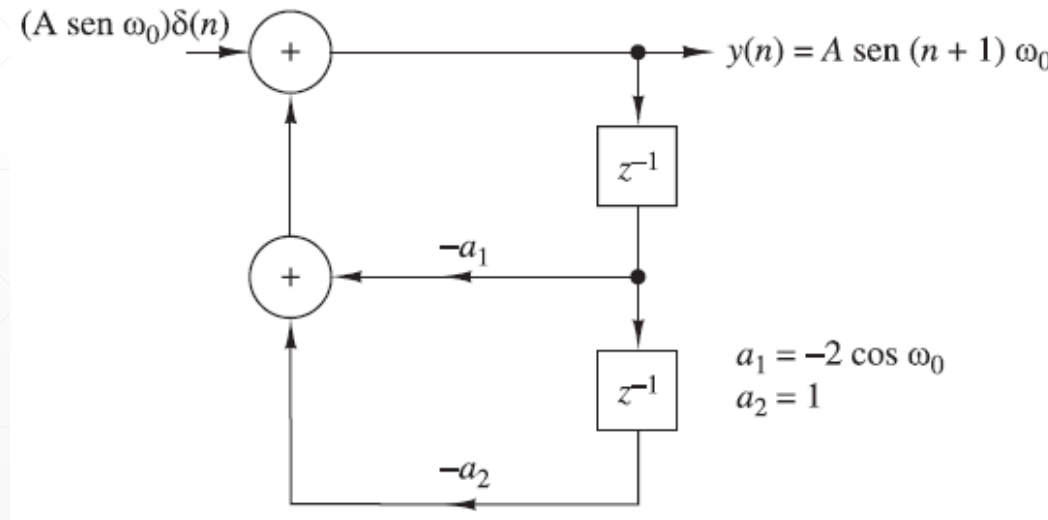 (A sen ω₀)δ(n)
+
y(n) = A sen (n + 1) ω₀
z⁻¹
−a₁
+
a₁ = −2 cos ω₀
z⁻¹
a₂ = 1
−a₂